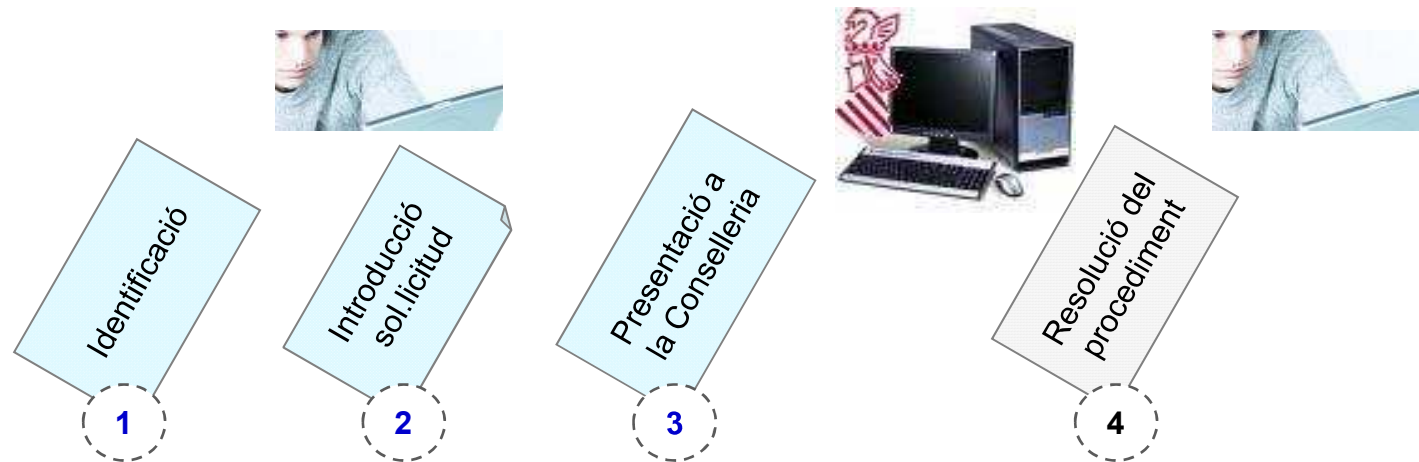 Identificació
1
Introducció
sol.licitud
2
Presentació a
la Conselleria
3
Resolució del
procediment
4